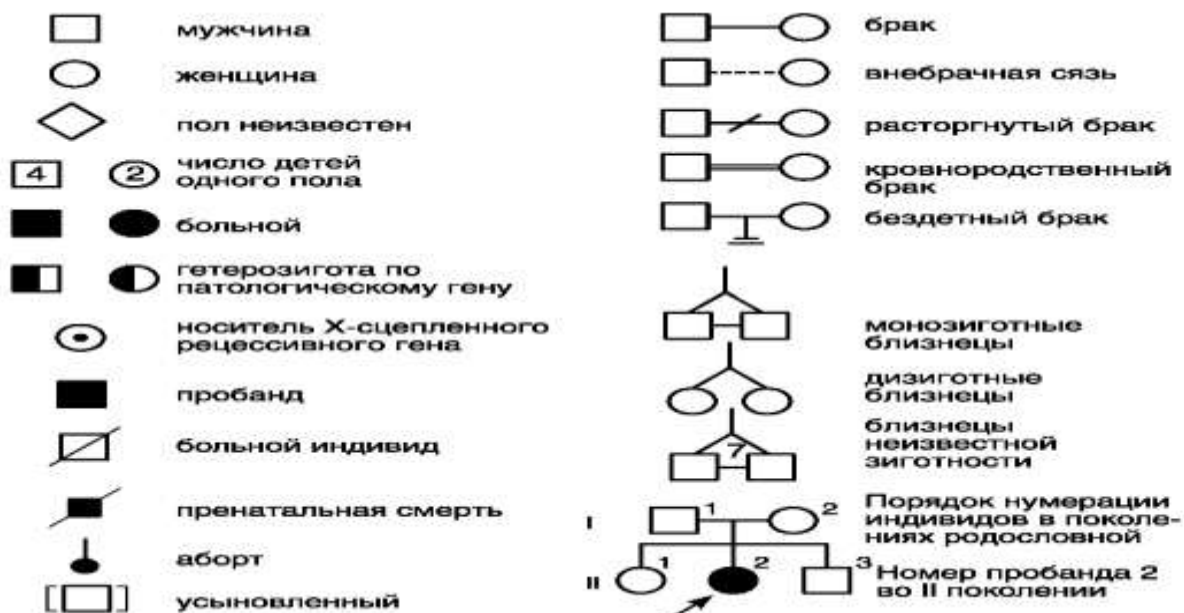 мужчина
женщина
пол неизвестен
4 2 число детей
одного пола
больной
гетерозигота по
патологическому гену
носитель Х-сцепленного
рецессивного гена
пробанд
больной индивид
пренатальная смерть
аборт
усыновленный
брак
внебрачная сязь
расторгнутый брак
кровнородственный
брак
бездетный брак
монозиготные
близнецы
дизиготные
близнецы
близнецы
неизвестной
зиготности
7
Порядок нумерации
индивидов в поколе-
ниях родословной
I 1 2
II 1 2 3
Номер пробанда 2
во II поколении